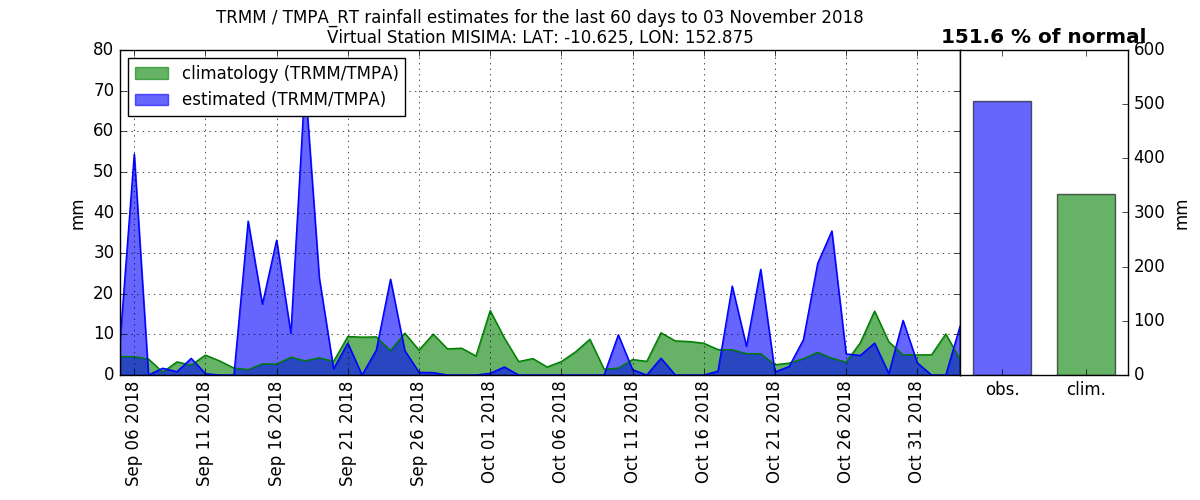 TRMM / TMPA_RT rainfall estimates for the last 60 days to 03 November 2018
Virtual Station MISIMA: LAT: -10.625, LON: 152.875
151.6 % of normal
climatology (TRMM/TMPA)
estimated (TRMM/TMPA)
80
70
60
50
40
30
20
10
0
mm
Sep 06 2018
Sep 11 2018
Sep 16 2018
Sep 21 2018
Sep 26 2018
Oct 01 2018
Oct 06 2018
Oct 11 2018
Oct 16 2018
Oct 21 2018
Oct 26 2018
Oct 31 2018
600
500
400
300
200
100
0
mm
obs.
clim.